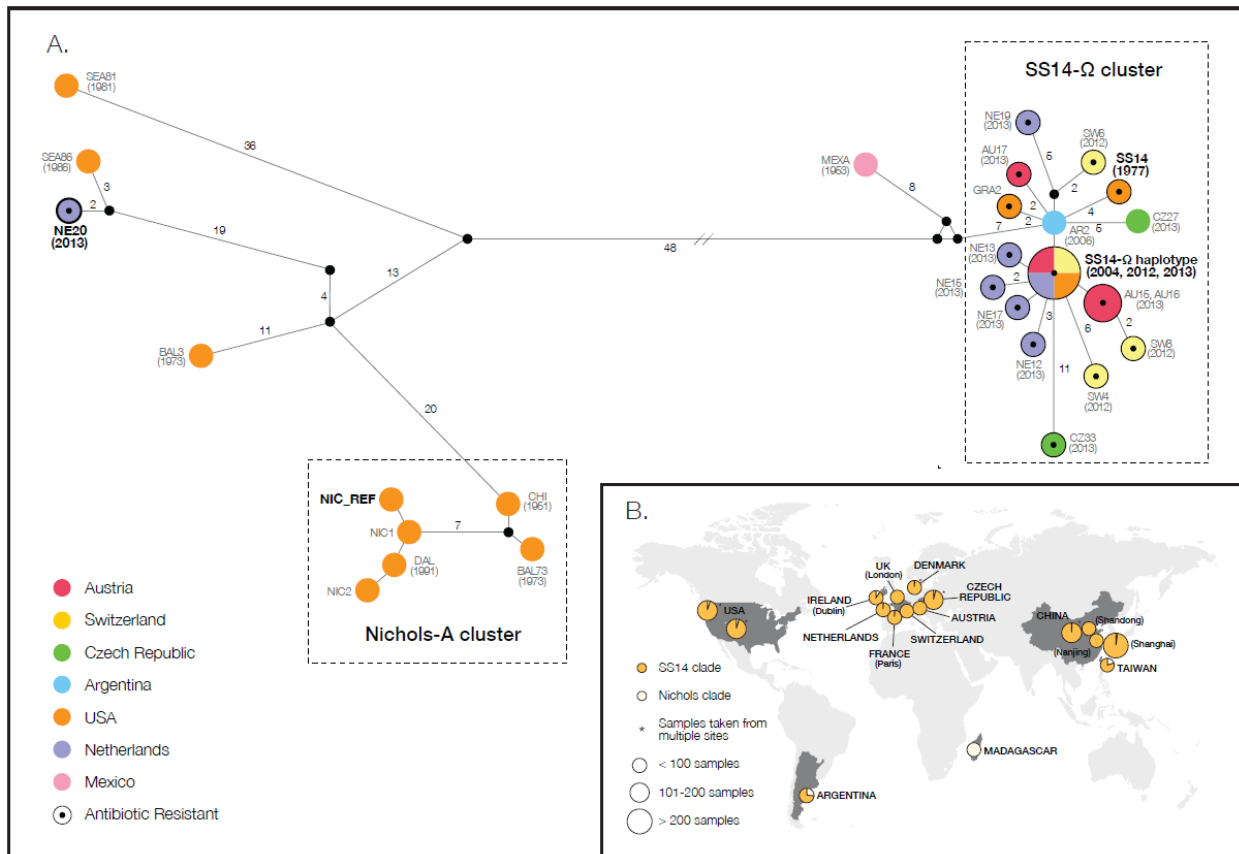 A.
SEA81
(1981)
36
SEA86
(1986)
3
2
NE20
(2013)
19
13
4
11
BAL3
(1973)
20
48
MEXA
(1953)
8
7
SS14-Ω cluster
NE19
(2013)
5
SW6
(2012)
2
AU17
(2013)
2
SS14
(1977)
4
GRA2
2
AR2
(2006)
5
CZ27
(2013)
NE13
(2013)
SS14-Ω haplotype
(2004, 2012, 2013)
NE15
(2013)
2
AU15, AU16
(2013)
NE17
(2013)
3
6
2
SW8
(2012)
NE12
(2013)
11
SW4
(2012)
CZ33
(2013)
NIC_REF
NIC1
7
CHI
(1951)
DAL
(1991)
BAL73
(1973)
NIC2
Nichols-A cluster
Austria
Switzerland
Czech Republic
Argentina
USA
Netherlands
Mexico
Antibiotic Resistant
B.
UK
(London)
DENMARK
CZECH
REPUBLIC
IRELAND
(Dublin)
AUSTRIA
NETHERLANDS
SWITZERLAND
FRANCE
(Paris)
USA
CHINA
(Shandong)
(Nanjing)
(Shanghai)
TAIWAN
MADAGASCAR
ARGENTINA
SS14 clade
Nichols clade
* Samples taken from
multiple sites
< 100 samples
101-200 samples
> 200 samples